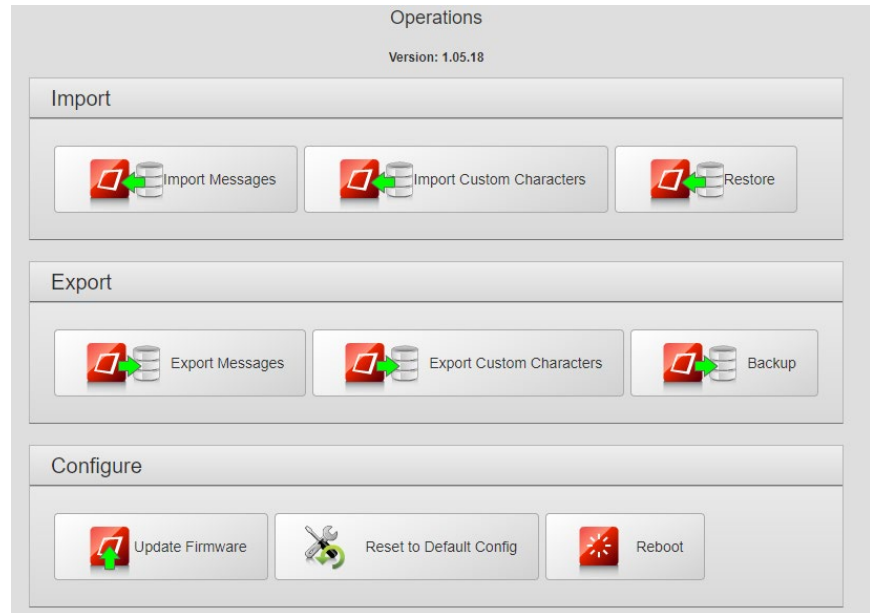 Operations
Version: 1.05.18
Import
Import Messages
Import Custom Characters
Restore
Export
Export Messages
Export Custom Characters
Backup
Configure
Update Firmware
Reset to Default Config
Reboot